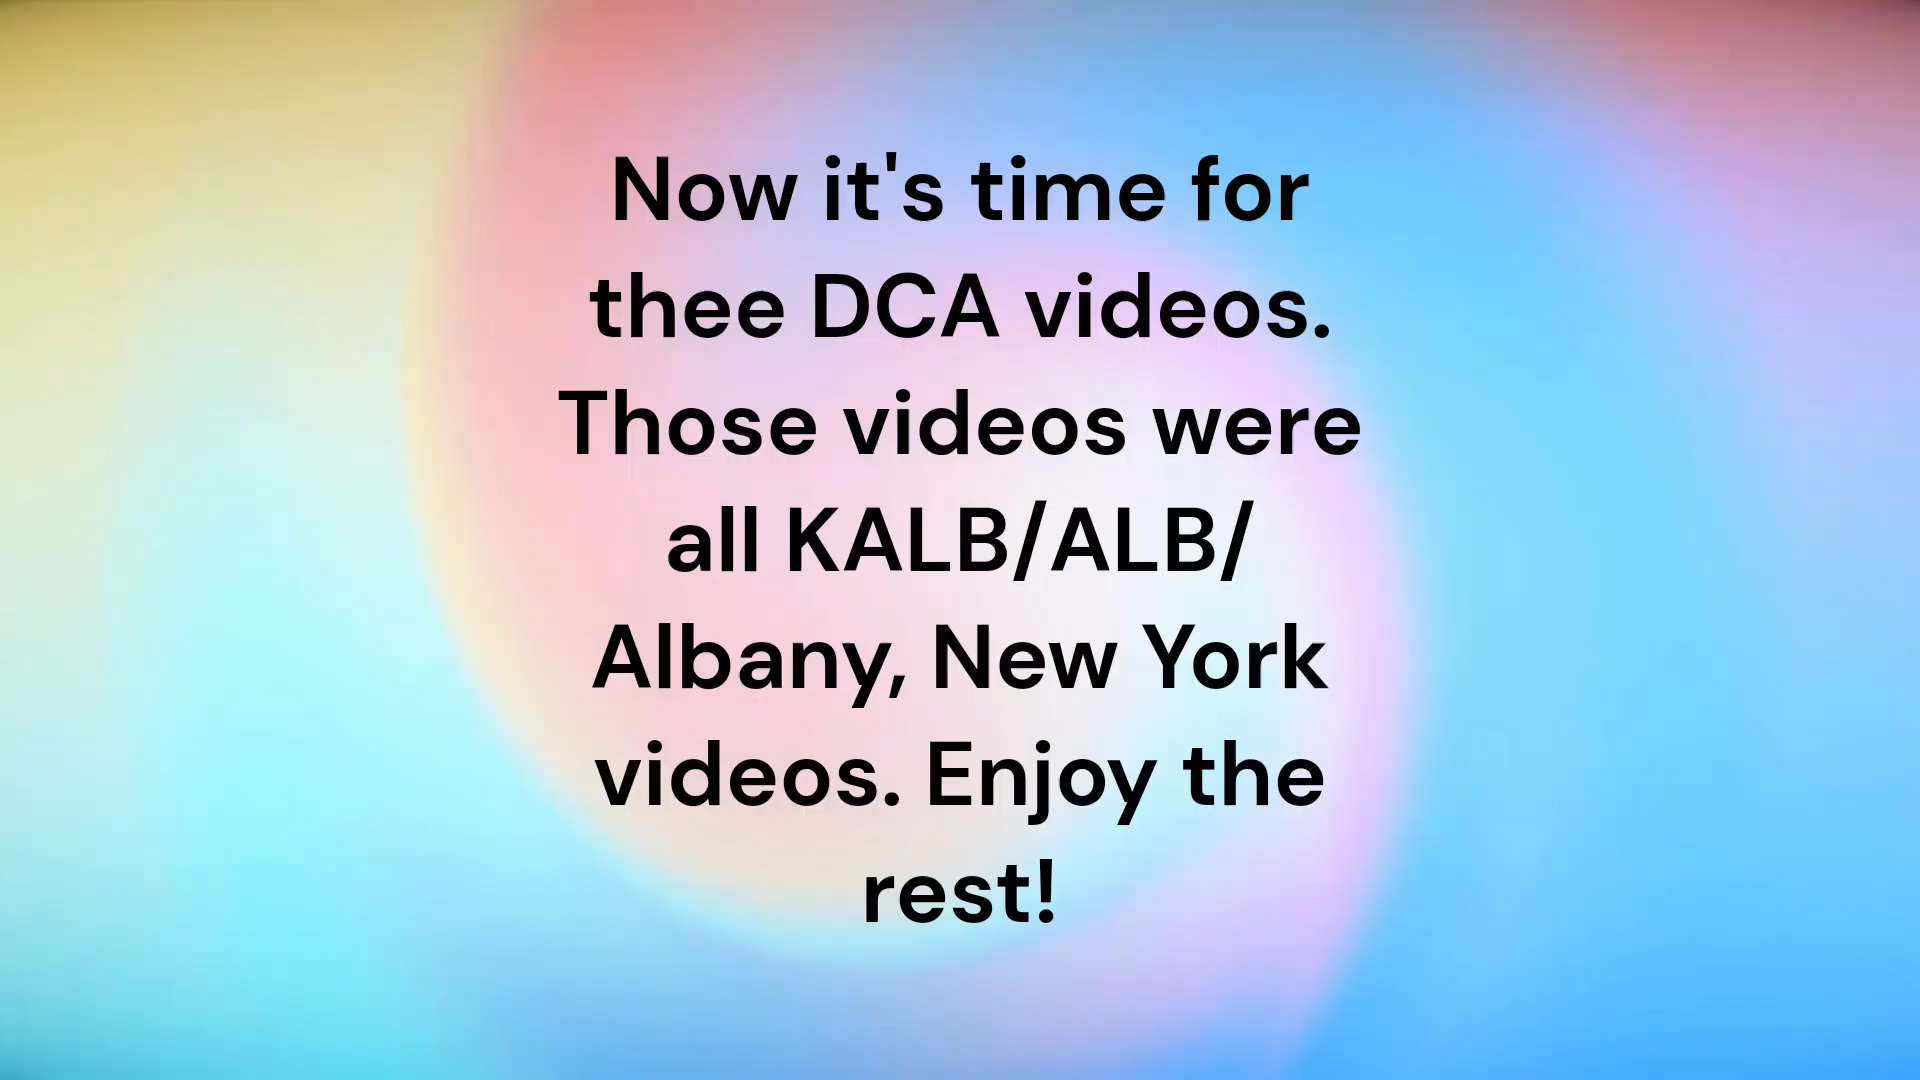 Now it's time for
thee DCA videos.
Those videos were
all KALB/ALB/
Albany, New York
videos. Enjoy the
rest!